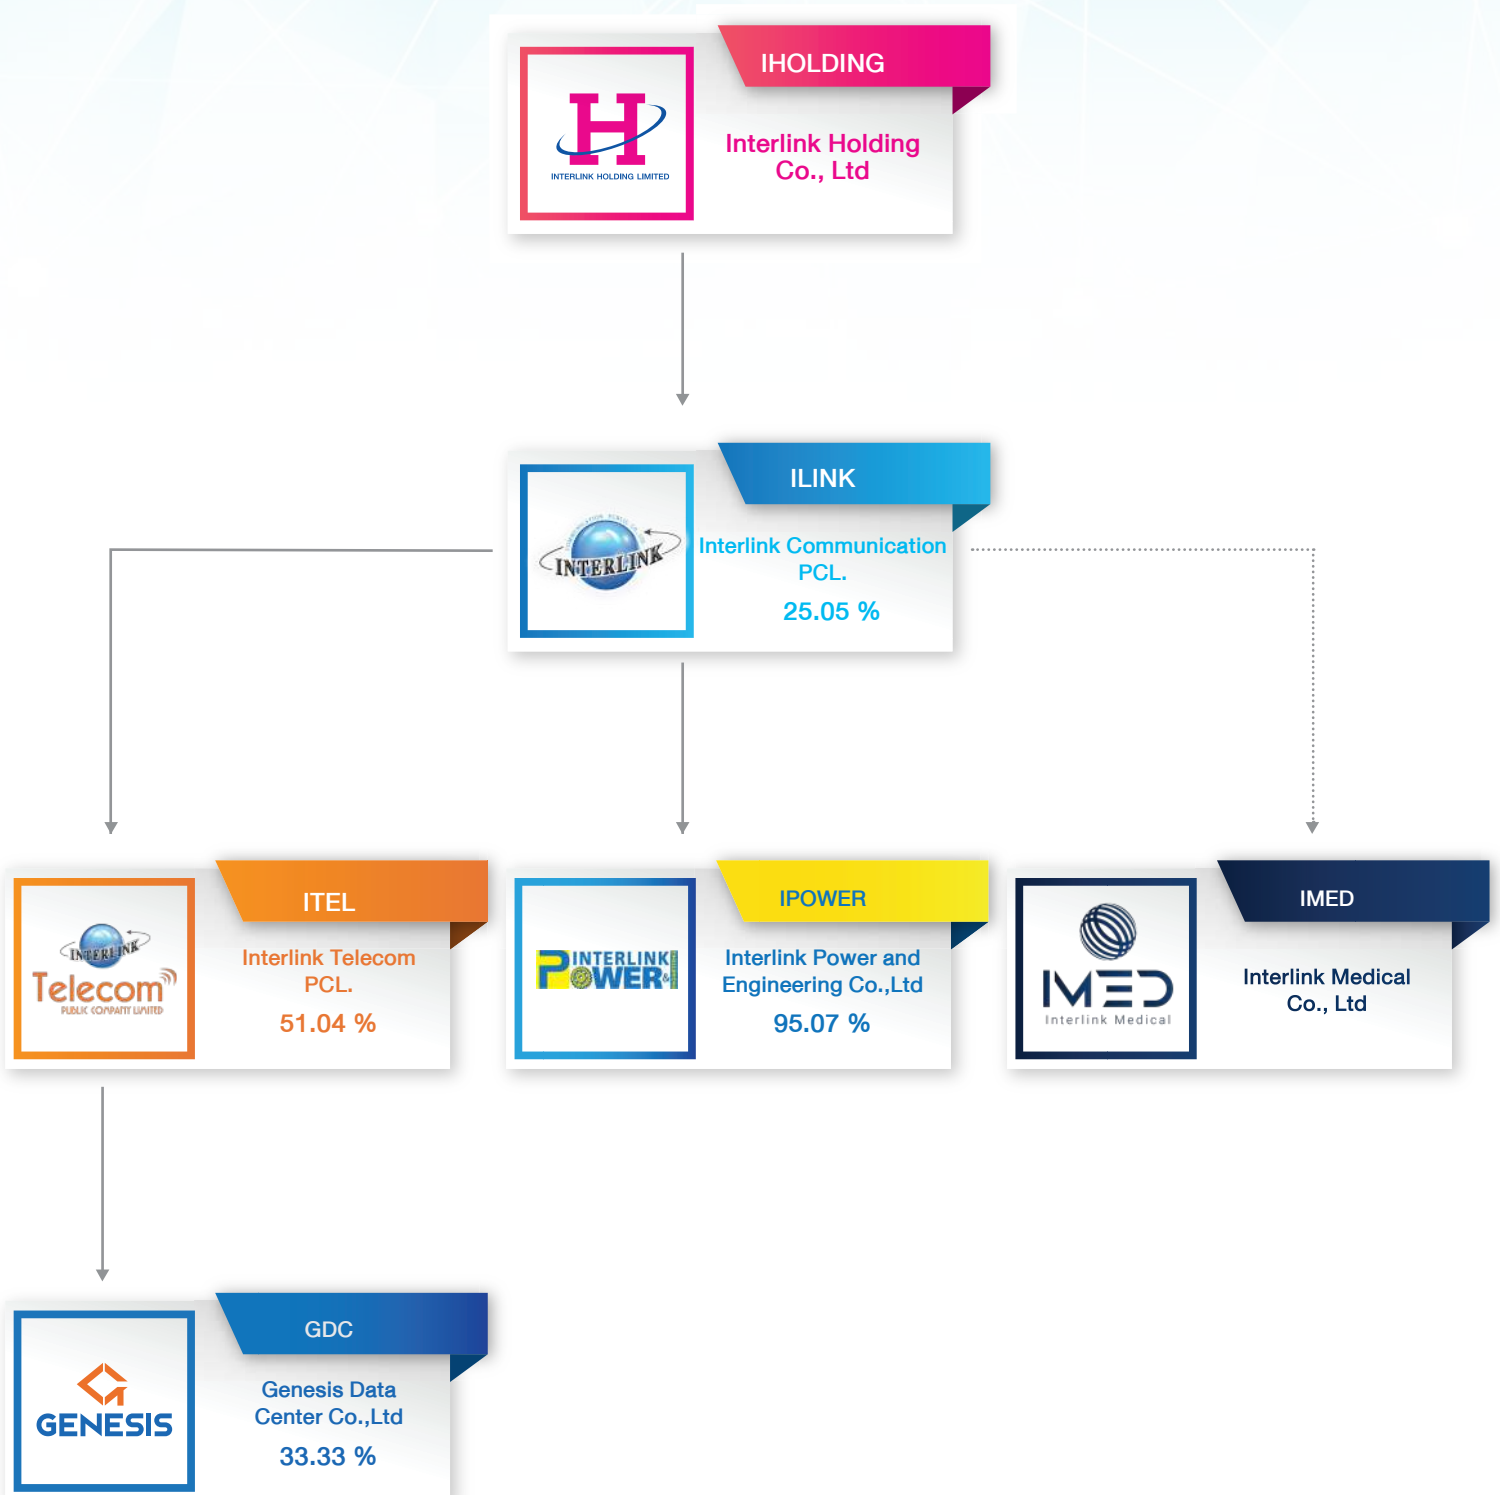 IHOLDING
INTERLINK HOLDING LIMITED
Interlink Holding
Co., Ltd
ILINK
INTERLINK
Interlink Communication
PCL.
25.05 %
ITEL
INTERLINK
Telecom
PUBLIC COMPANY LIMITED
Interlink Telecom
PCL.
51.04 %
IPOWER
INTERLINK
POWER&
Interlink Power and
Engineering Co.,Ltd
95.07 %
IMED
IMED
Interlink Medical
Interlink Medical
Co., Ltd
GDC
GENESIS
Genesis Data
Center Co.,Ltd
33.33 %